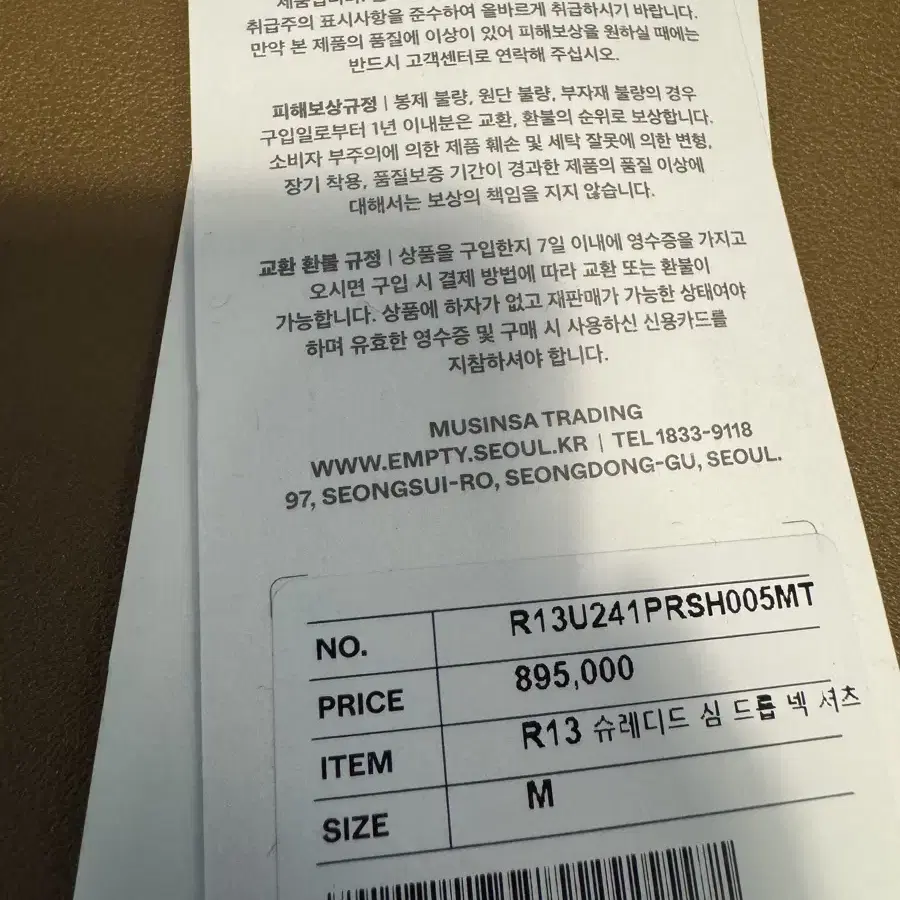 취급주의 표시사항을 준수하여 올바르게 취급하시기 바랍니다.
만약 본 제품의 품질에 이상이 있어 피해보상을 원하실 때에는
반드시 고객센터로 연락해 주십시오.
피해보상규정 | 봉제 불량, 원단 불량, 부자재 불량의 경우
구입일로부터 1년 이내분은 교환, 환불의 순위로 보상합니다.
소비자 부주의에 의한 제품 훼손 및 세탁 잘못에 의한 변형,
장기 착용, 품질보증 기간이 경과한 제품의 품질 이상에
대해서는 보상의 책임을 지지 않습니다.
교환 환불 규정 | 상품을 구입한지 7일 이내에 영수증을 가지고
오시면 구입 시 결제 방법에 따라 교환 또는 환불이
가능합니다. 상품에 하자가 없고 재판매가 가능한 상태여야
하며 유효한 영수증 및 구매 시 사용하신 신용카드를
지참하셔야 합니다.
MUSINSA TRADING
WWW.EMPTY.SEOUL.KR | TEL 1833-9118
97, SEONGSUI-RO, SEONGDONG-GU, SEOUL.
NO. R13U241PRSH005MT
PRICE 895,000
ITEM R13 슈레디드 심 드롭 넥 셔츠
SIZE M